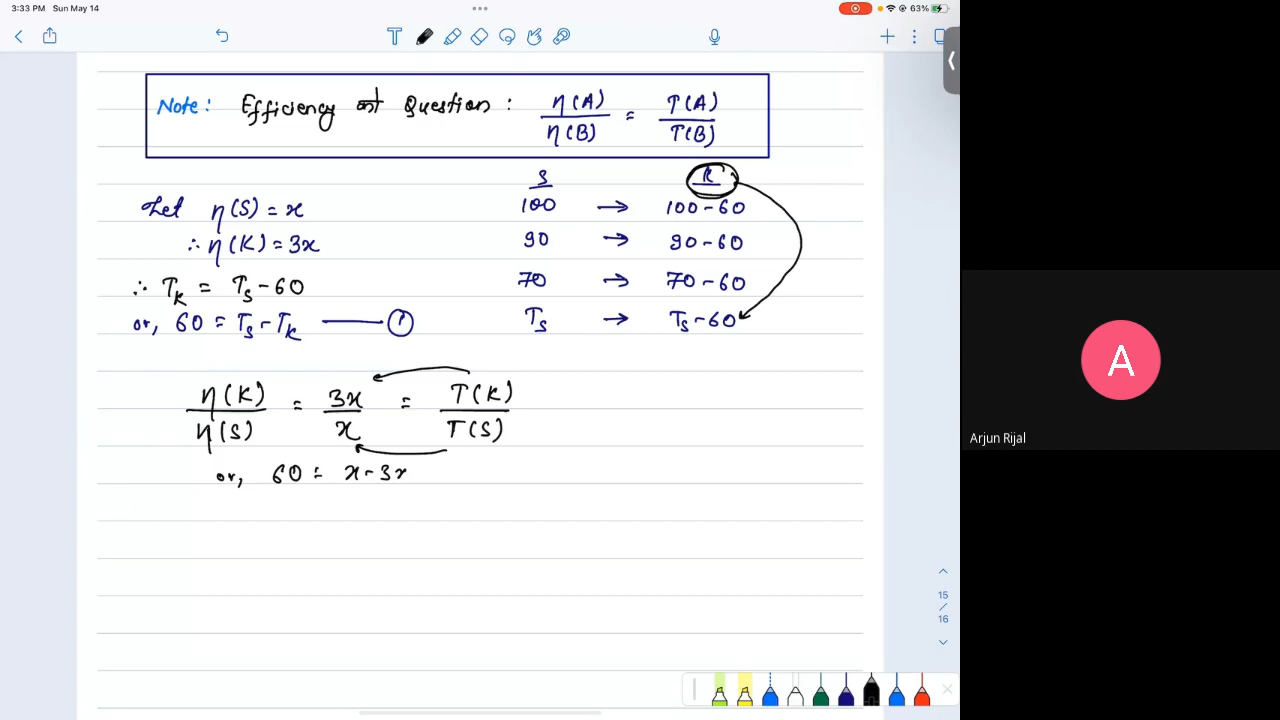 3:33 PM Sun May 14
63%
Note: Efficiency Question: η(A)/η(B) = T(A)/T(B)
S K
Let η(S) = x 100 → 100-60
∴ η(K) = 3x 90 → 90-60
∴ T_K = T_S - 60 70 → 70-60
or, 60 = T_S - T_K —— ① T_S → T_S-60
η(K)/η(S) = 3x/x = T(K)/T(S)
or, 60 = x - 3x
A
Arjun Rijal
15
/
16